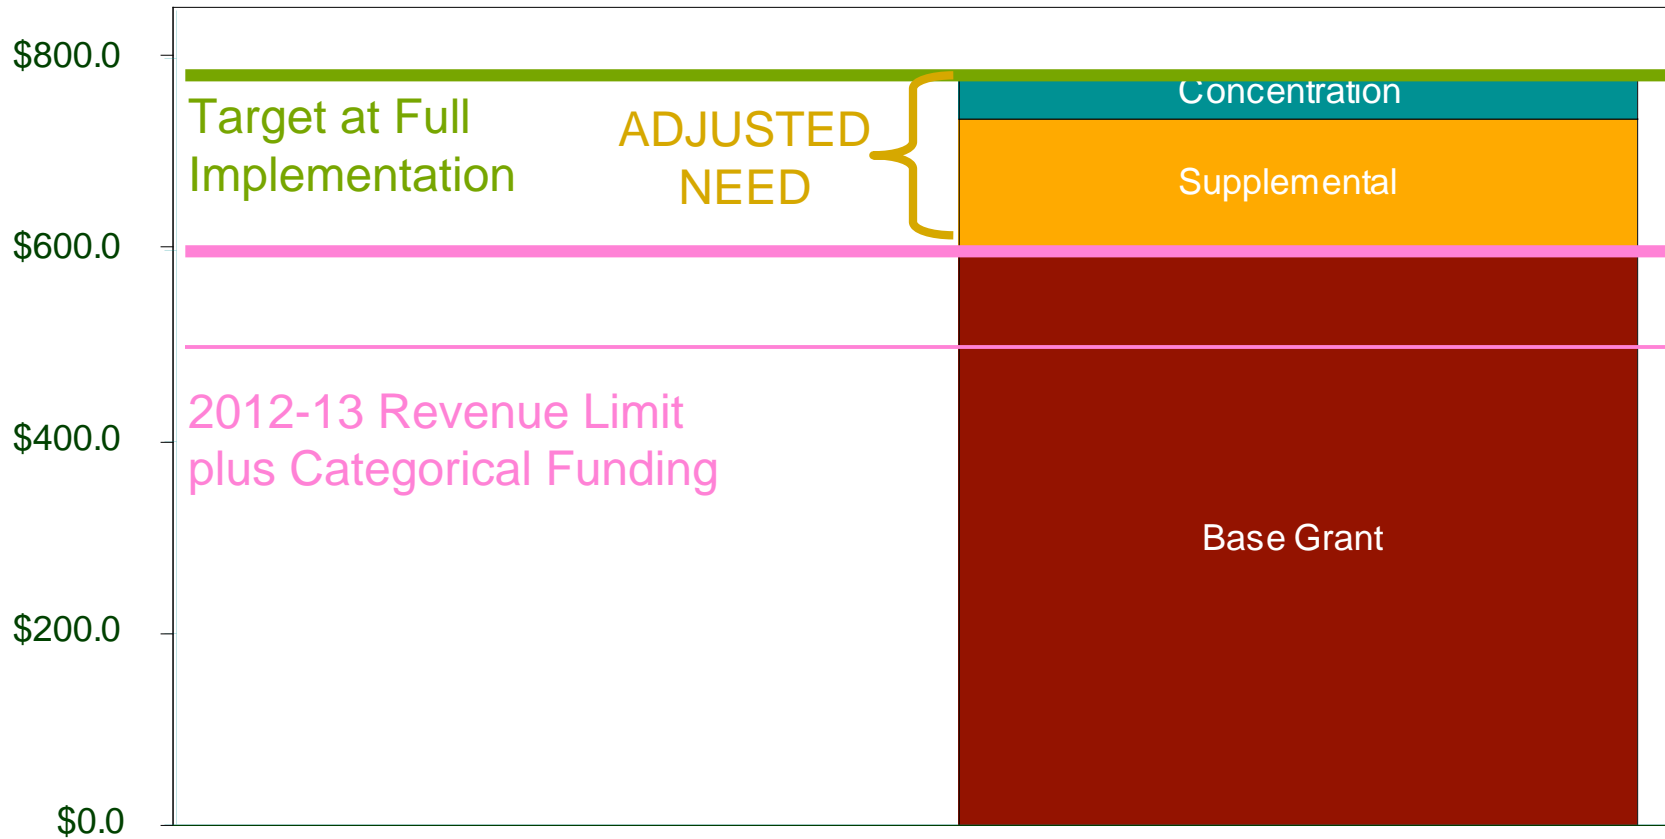 $800.0
Concentration
Target at Full
Implementation
ADJUSTED
NEED
Supplemental
$600.0
2012-13 Revenue Limit
plus Categorical Funding
$400.0
Base Grant
$200.0
$0.0